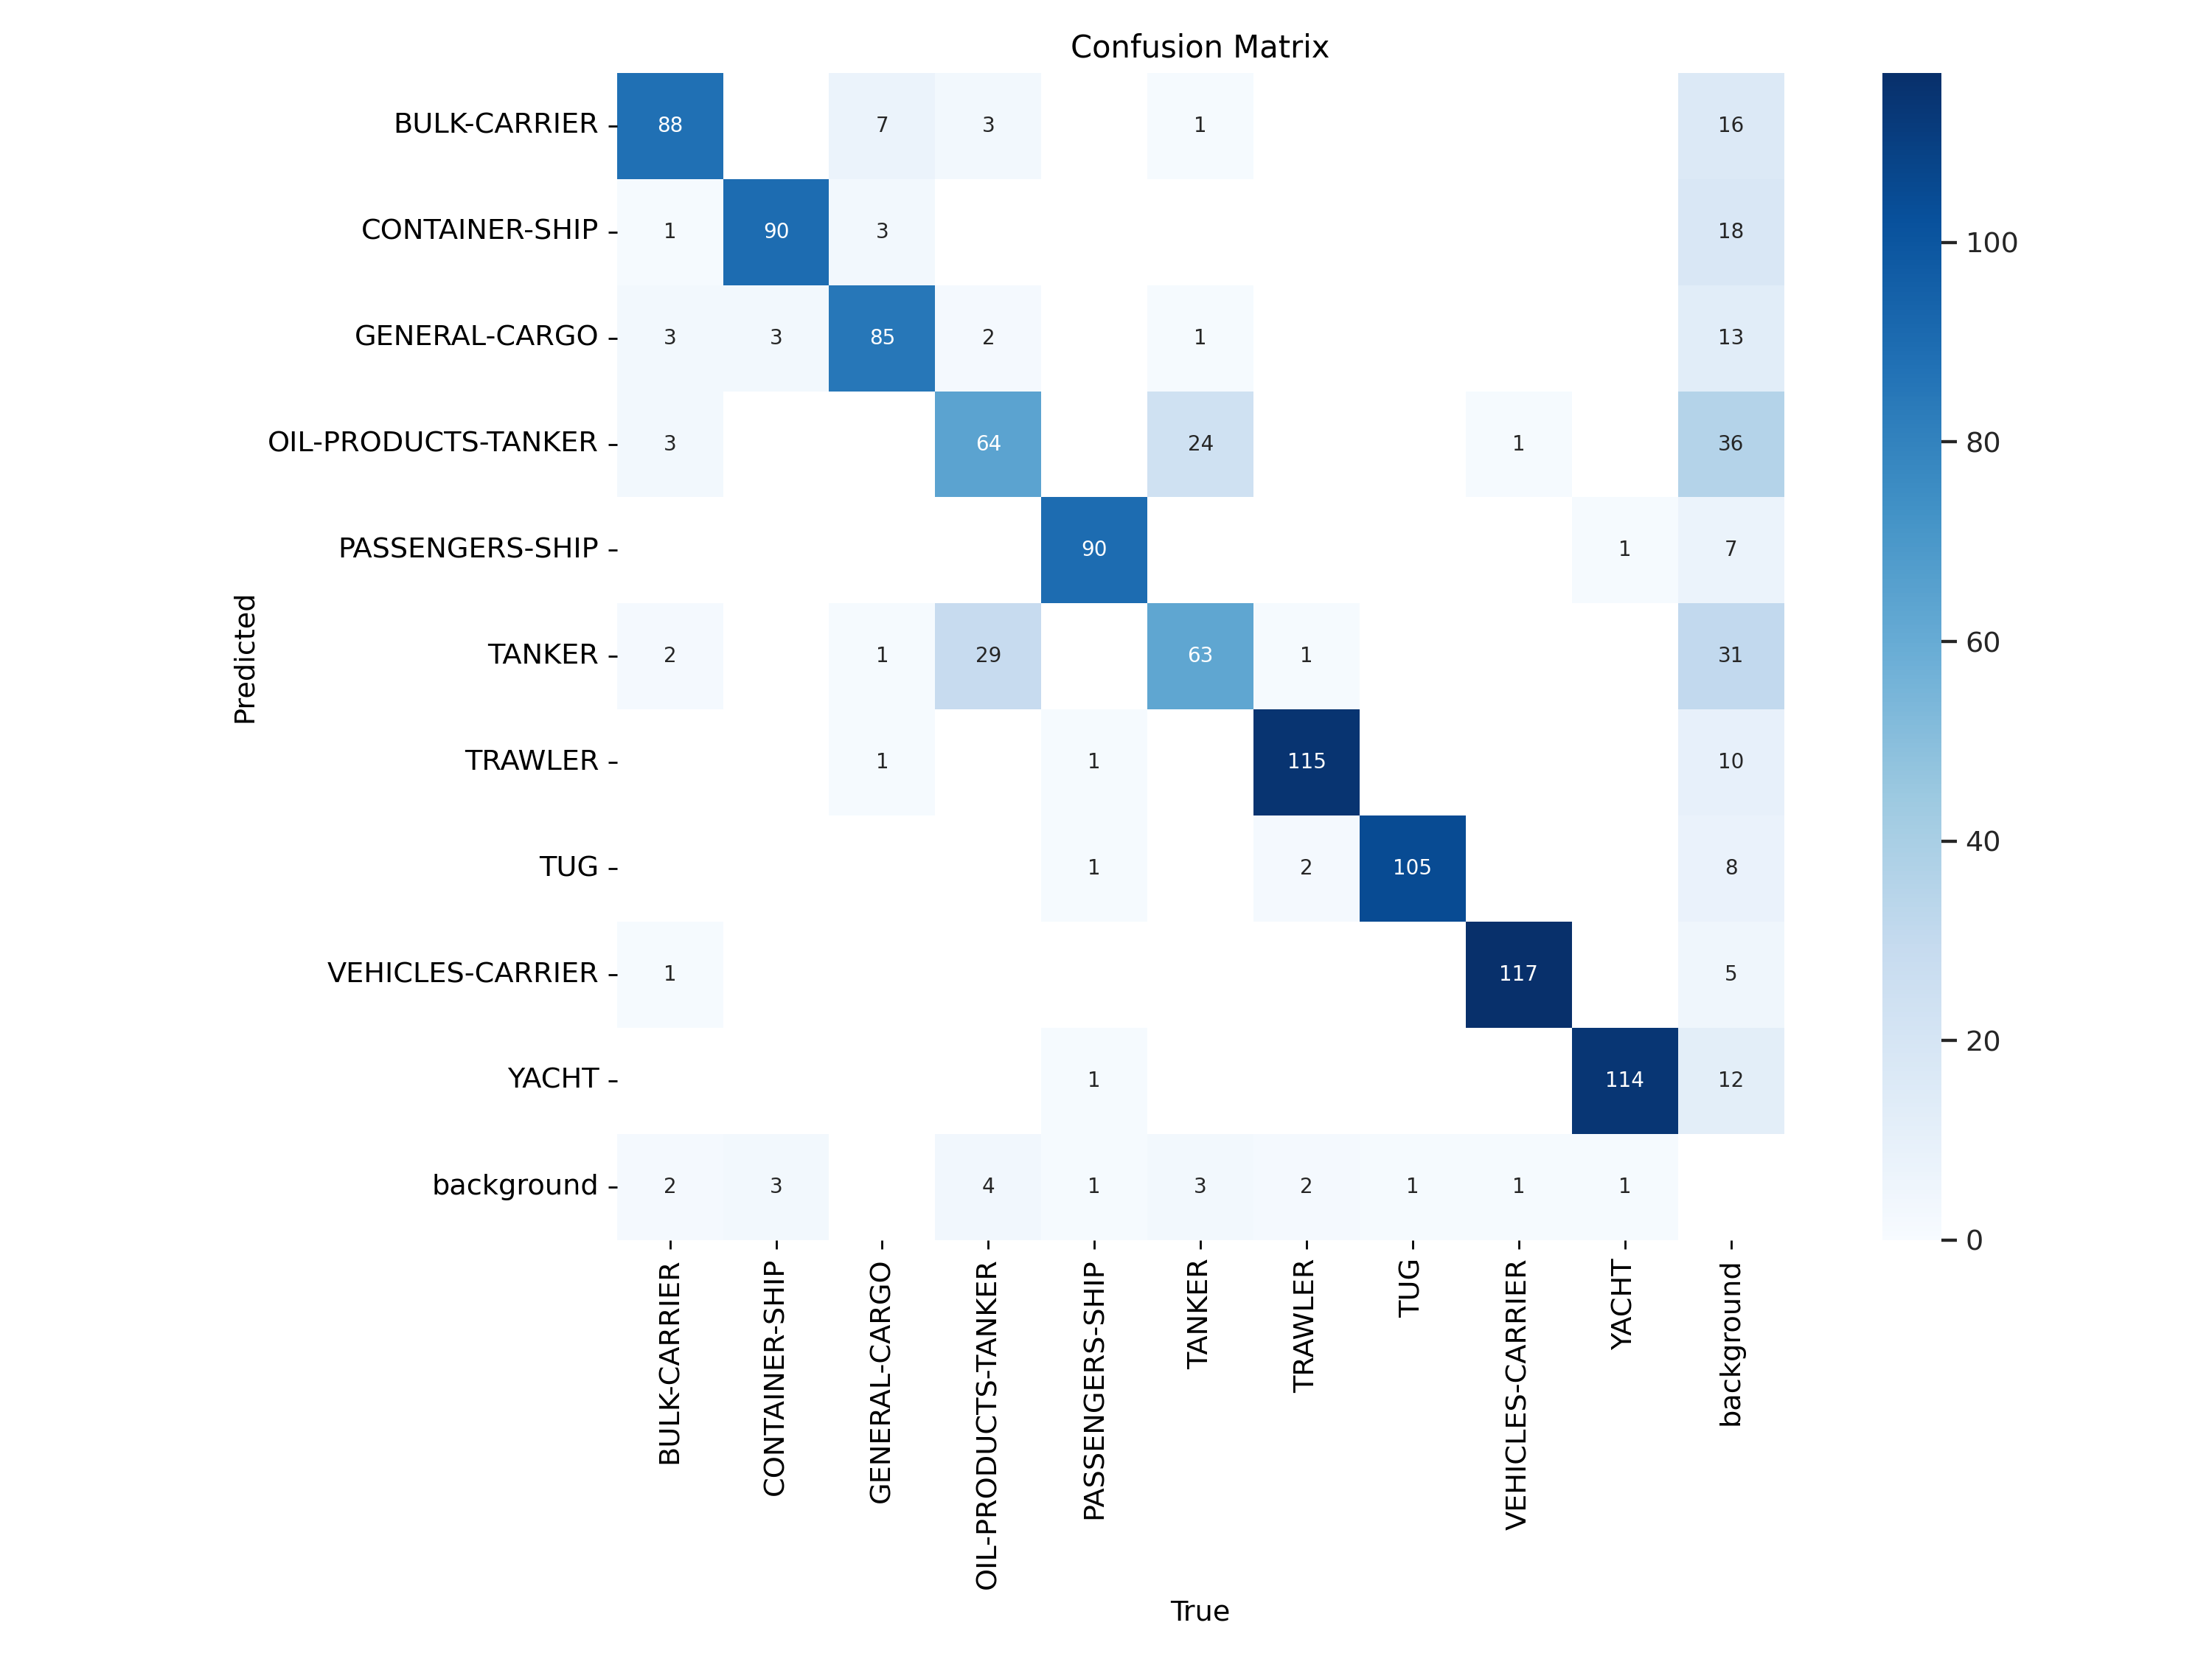 Confusion Matrix
BULK-CARRIER 88 7 3 1 16
CONTAINER-SHIP 1 90 3 18
GENERAL-CARGO 3 3 85 2 1 13
OIL-PRODUCTS-TANKER 3 64 24 1 36
PASSENGERS-SHIP 90 1 7
TANKER 2 1 29 63 1 31
TRAWLER 1 1 115 10
TUG 1 2 105 8
VEHICLES-CARRIER 1 117 5
YACHT 1 114 12
background 2 3 4 1 3 2 1 1 1
Predicted
BULK-CARRIER
CONTAINER-SHIP
GENERAL-CARGO
OIL-PRODUCTS-TANKER
PASSENGERS-SHIP
TANKER
TRAWLER
TUG
VEHICLES-CARRIER
YACHT
background
True
100
80
60
40
20
0